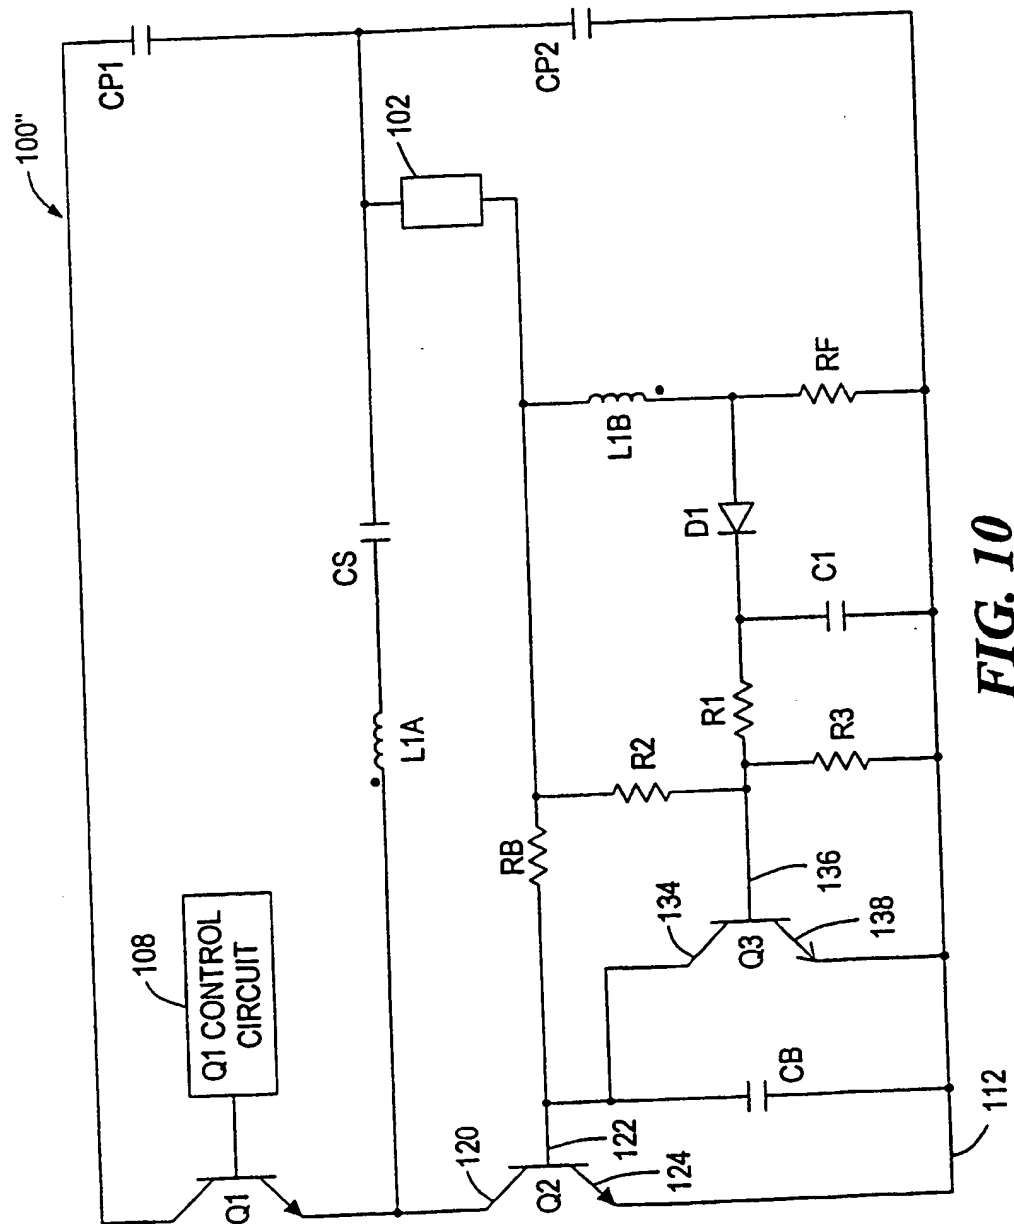 100"
CP1
CP2
102
108
Q1 CONTROL
CIRCUIT
Q1
CS
L1A
120
Q2
122
124
RB
R2
L1B
D1
RF
R1
C1
R3
134
136
Q3
138
CB
112
FIG. 10